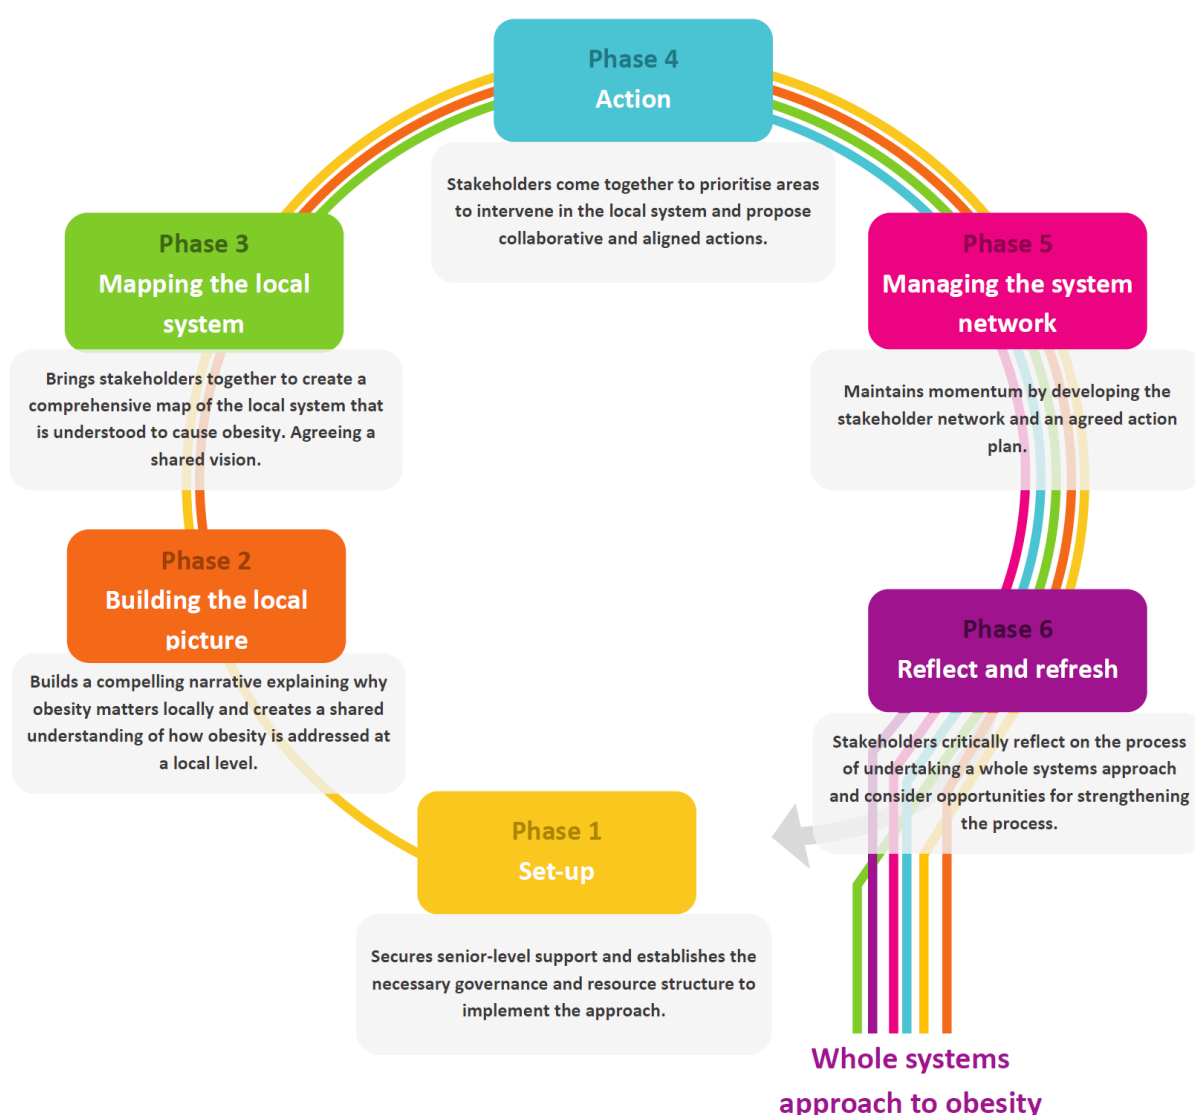 Phase 4
Action
Stakeholders come together to prioritise areas
to intervene in the local system and propose
collaborative and aligned actions.
Phase 3
Mapping the local
system
Brings stakeholders together to create a
comprehensive map of the local system that
is understood to cause obesity. Agreeing a
shared vision.
Phase 5
Managing the system
network
Maintains momentum by developing the
stakeholder network and an agreed action
plan.
Phase 2
Building the local
picture
Builds a compelling narrative explaining why
obesity matters locally and creates a shared
understanding of how obesity is addressed at
a local level.
Phase 6
Reflect and refresh
Stakeholders critically reflect on the process
of undertaking a whole systems approach
and consider opportunities for strengthening
the process.
Phase 1
Set-up
Secures senior-level support and establishes the
necessary governance and resource structure to
implement the approach.
Whole systems
approach to obesity